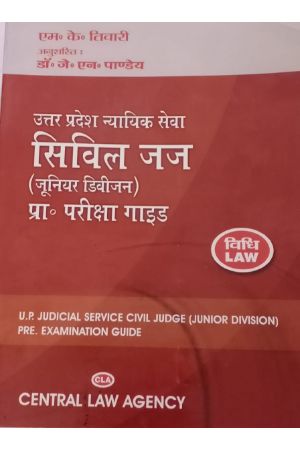 एम॰ के॰ तिवारी
अनुसरित :
डॉ॰ जे॰ एन॰ पाण्डेय
उत्तर प्रदेश न्यायिक सेवा
सिविल जज
(जूनियर डिवीजन)
प्रा॰ परीक्षा गाइड
विधि
LAW
U.P. JUDICIAL SERVICE CIVIL JUDGE (JUNIOR DIVISION)
PRE. EXAMINATION GUIDE
CLA
CENTRAL LAW AGENCY